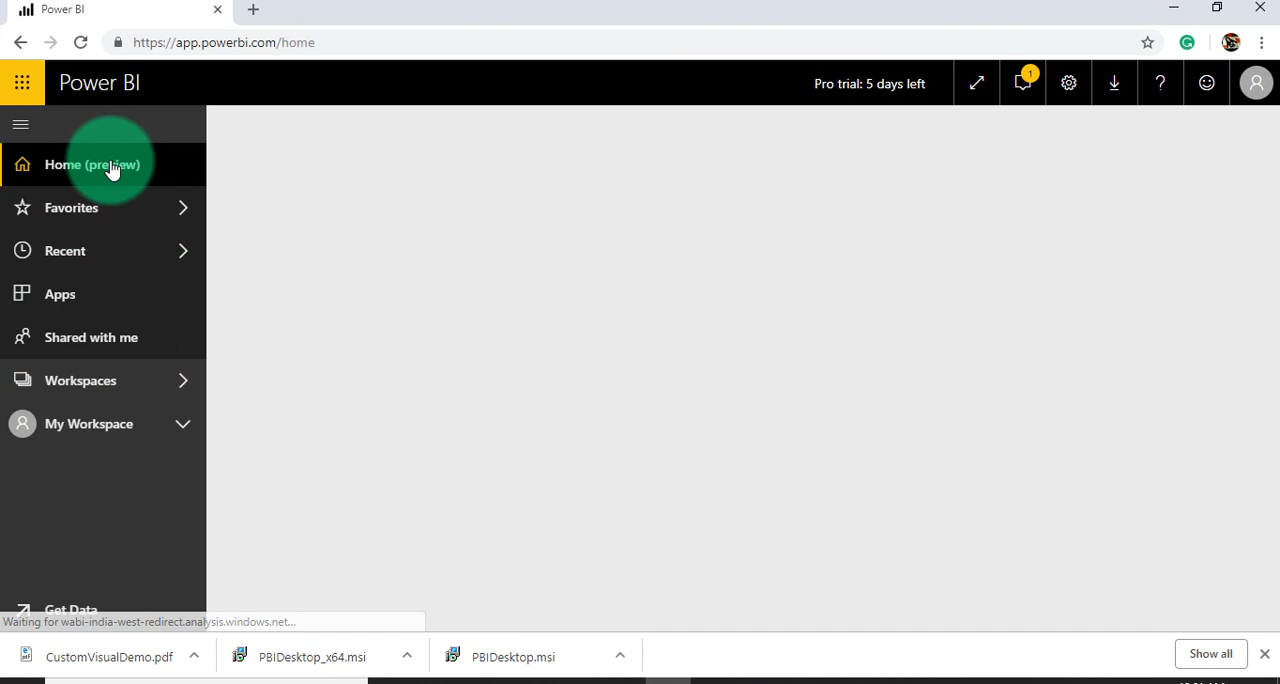 Power BI
https://app.powerbi.com/home
Power BI
Pro trial: 5 days left
1
Home (preview)
Favorites
Recent
Apps
Shared with me
Workspaces
My Workspace
Get Data
Waiting for wabi-india-west-redirect.analysis.windows.net...
CustomVisualDemo.pdf
PBIDesktop_x64.msi
PBIDesktop.msi
Show all